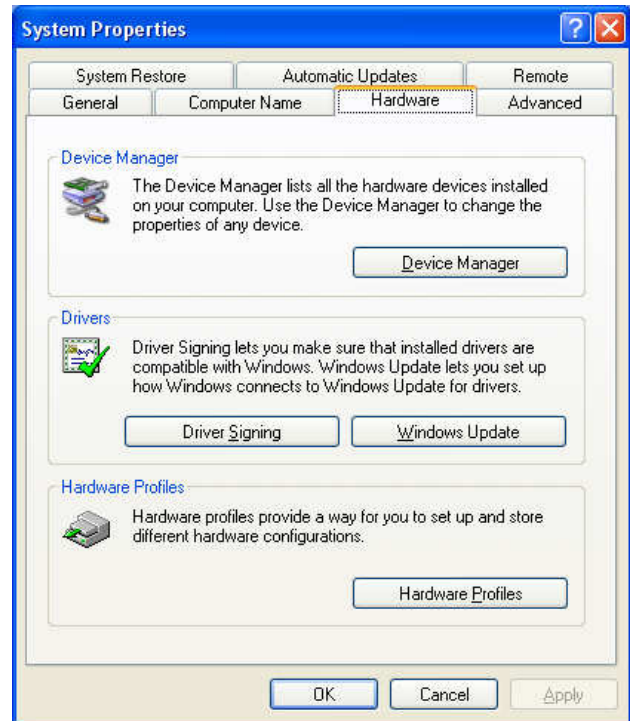 System Properties
System Restore Automatic Updates Remote
General Computer Name Hardware Advanced
Device Manager
The Device Manager lists all the hardware devices installed
on your computer. Use the Device Manager to change the
properties of any device.
Device Manager
Drivers
Driver Signing lets you make sure that installed drivers are
compatible with Windows. Windows Update lets you set up
how Windows connects to Windows Update for drivers.
Driver Signing Windows Update
Hardware Profiles
Hardware profiles provide a way for you to set up and store
different hardware configurations.
Hardware Profiles
OK Cancel Apply